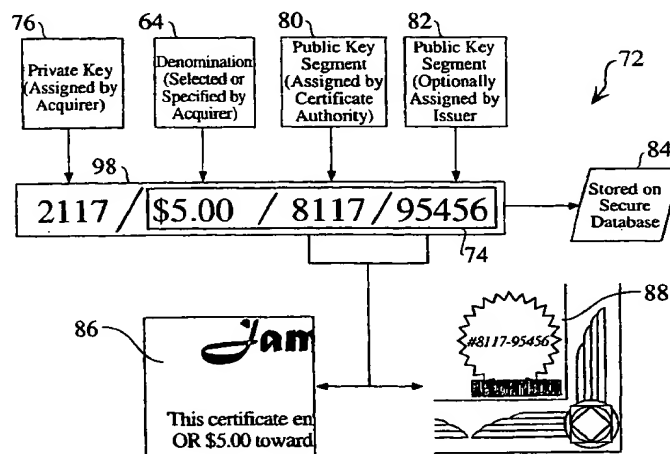 76
64
80
82
Private Key
(Assigned by
Acquirer)
Denomination
(Selected or
Specified by
Acquirer)
Public Key
Segment
(Assigned by
Certificate
Authority)
Public Key
Segment
(Optionally
Assigned by
Issuer
72
84
98
2117 / $5.00 / 8117 / 95456
Stored on
Secure
Database
74
86
Jam
This certificate en
OR $5.00 toward
#8117-95456
88